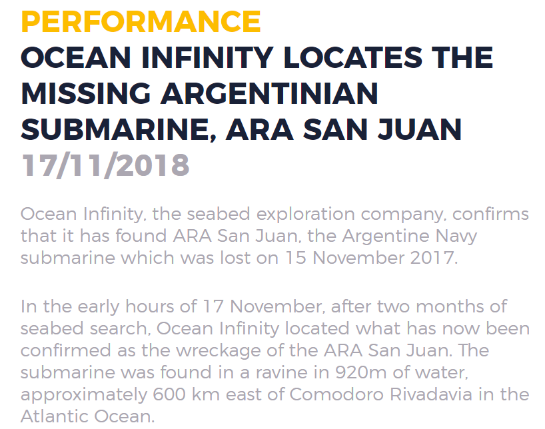 PERFORMANCE
OCEAN INFINITY LOCATES THE
MISSING ARGENTINIAN
SUBMARINE, ARA SAN JUAN
17/11/2018
Ocean Infinity, the seabed exploration company, confirms
that it has found ARA San Juan, the Argentine Navy
submarine which was lost on 15 November 2017.
In the early hours of 17 November, after two months of
seabed search, Ocean Infinity located what has now been
confirmed as the wreckage of the ARA San Juan. The
submarine was found in a ravine in 920m of water,
approximately 600 km east of Comodoro Rivadavia in the
Atlantic Ocean.